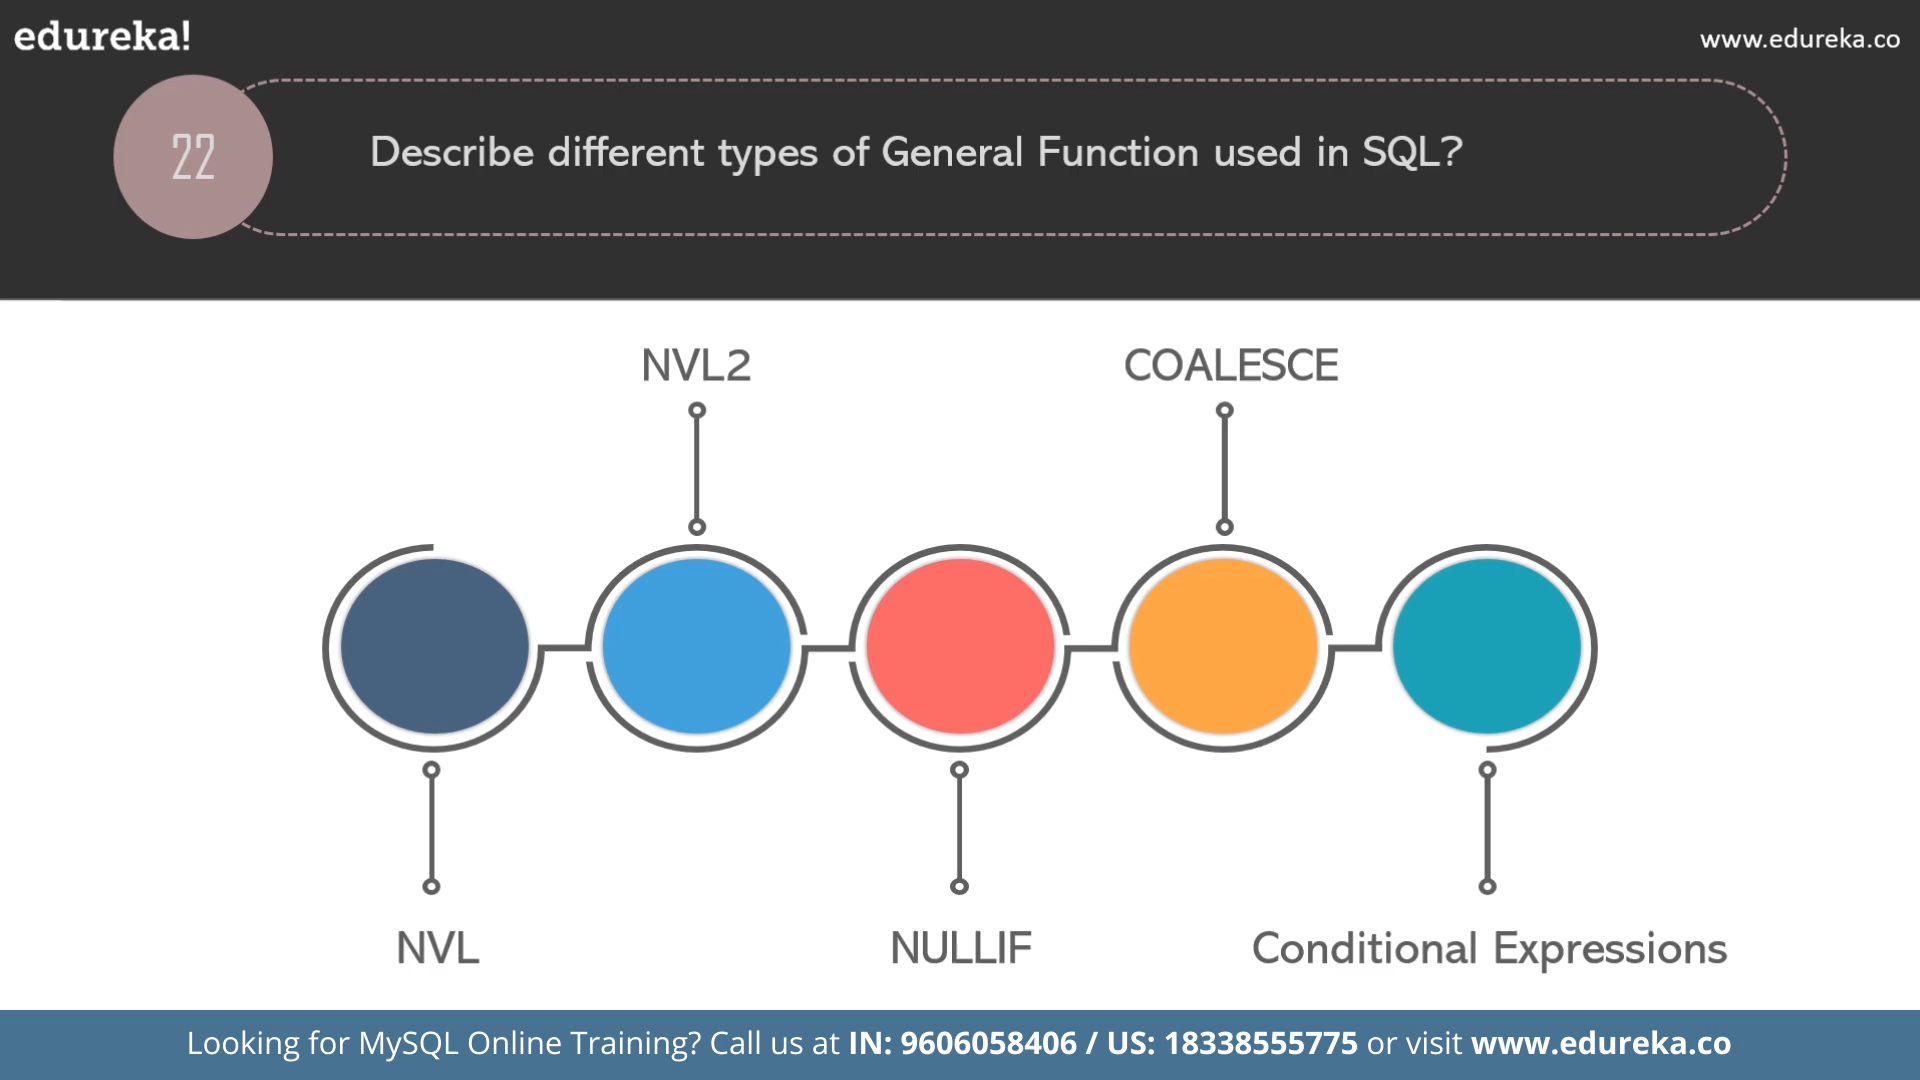 edureka!
www.edureka.co
22
Describe different types of General Function used in SQL?
NVL2
COALESCE
NVL
NULLIF
Conditional Expressions
Looking for MySQL Online Training? Call us at IN: 9606058406 / US: 18338555775 or visit www.edureka.co